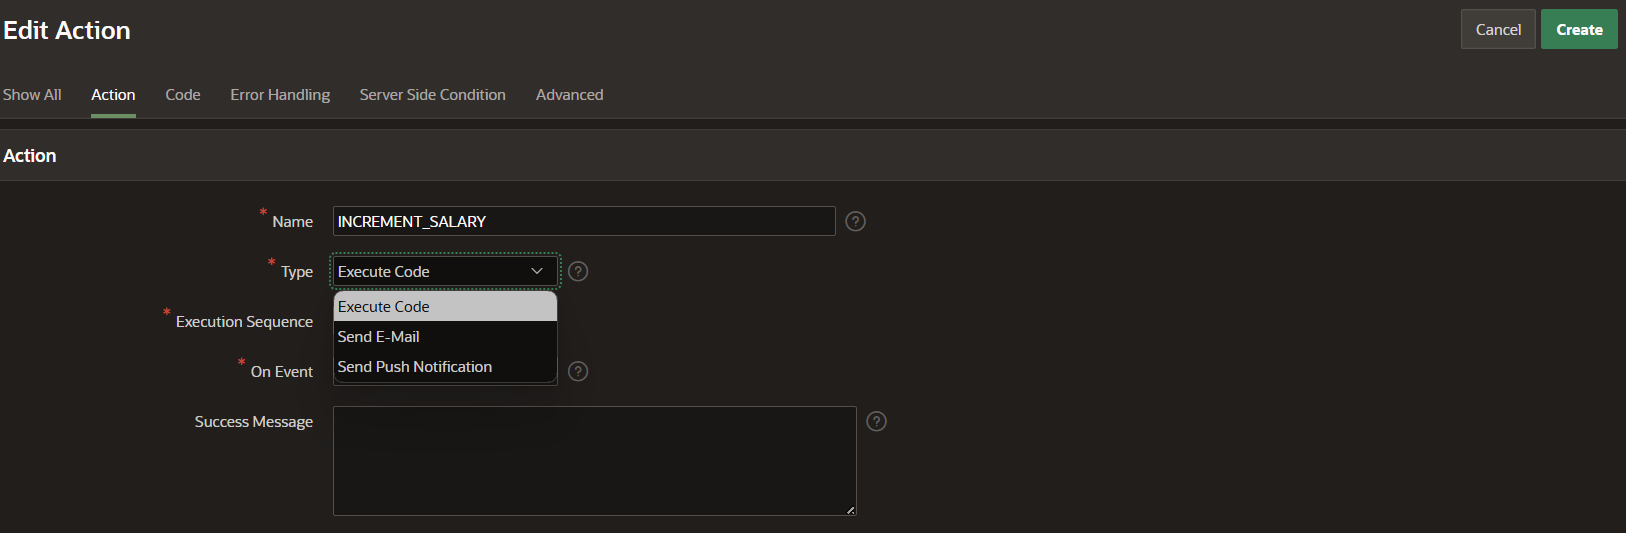 Edit Action
Cancel
Create
Show All Action Code Error Handling Server Side Condition Advanced
Action
* Name INCREMENT_SALARY ?
* Type Execute Code ?
Execute Code
* Execution Sequence
Send E-Mail
Send Push Notification
* On Event ?
Success Message ?